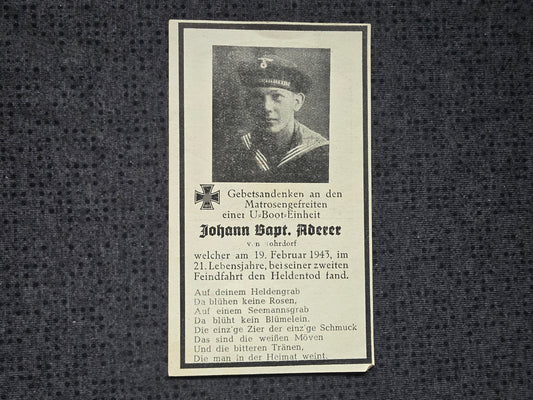 Gebetsandenken an den
Matrosengefreiten
einer U=Boot=Einheit
Johann Bapt. Aderer
welcher am 19. Februar 1943, im
21. Lebensjahre, bei seiner zweiten
Feindfahrt den Heldentod fand.
Auf deinem Heldengrab
Da blühen keine Rosen,
Auf einem Seemannsgrab
Da blüht kein Blümelein.
Die einz'ge Zier der einz'ge Schmuck
Das sind die weißen Möven
Und die bitteren Tränen,
Die man in der Heimat weint.